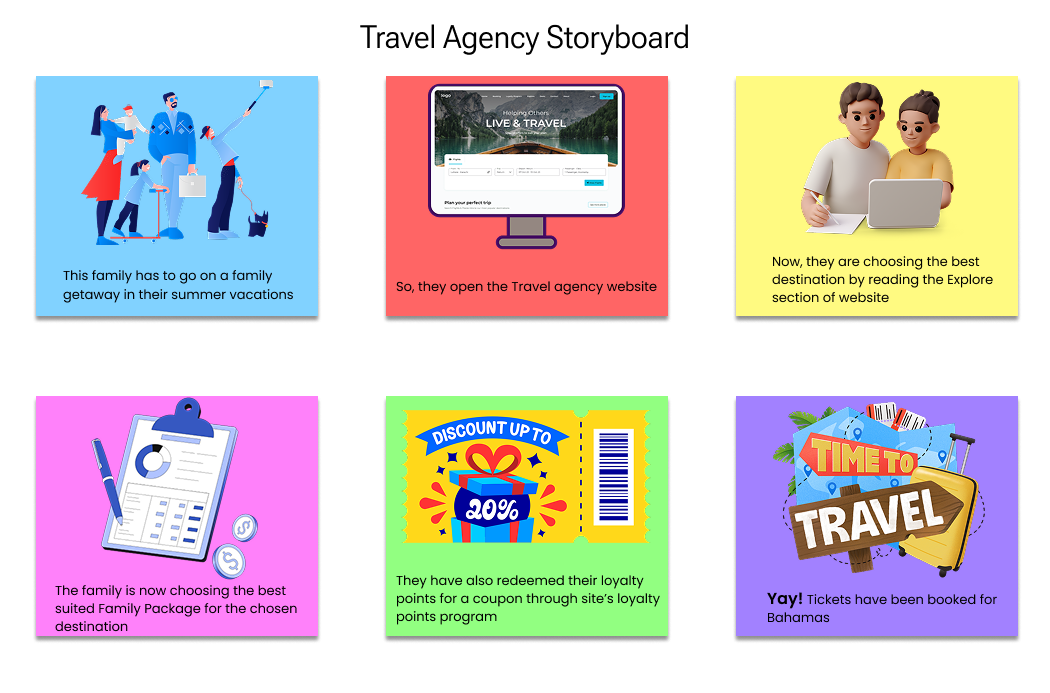 Travel Agency Storyboard
logo
Helping Others
LIVE & TRAVEL
Plan your perfect trip
This family has to go on a family
getaway in their summer vacations
So, they open the Travel agency website
Now, they are choosing the best
destination by reading the Explore
section of website
The family is now choosing the best
suited Family Package for the chosen
destination
DISCOUNT UP TO
20%
They have also redeemed their loyalty
points for a coupon through site's loyalty
points program
TIME TO
TRAVEL
Yay! Tickets have been booked for
Bahamas